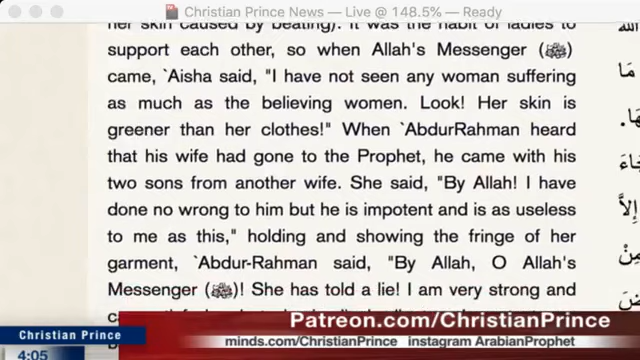 Christian Prince News — Live @ 148.5% — Ready
her skin caused by beating). It was the habit of ladies to
support each other, so when Allah's Messenger (ﷺ)
came, `Aisha said, "I have not seen any woman suffering
as much as the believing women. Look! Her skin is
greener than her clothes!" When `AbdurRahman heard
that his wife had gone to the Prophet, he came with his
two sons from another wife. She said, "By Allah! I have
done no wrong to him but he is impotent and is as useless
to me as this," holding and showing the fringe of her
garment, `Abdur-Rahman said, "By Allah, O Allah's
Messenger (ﷺ)! She has told a lie! I am very strong and
الله
مَا
هَا.
إِلاَّ
مِنْ
Patreon.com/ChristianPrince
Christian Prince
minds.com/ChristianPrince instagram ArabianProphet
4:05